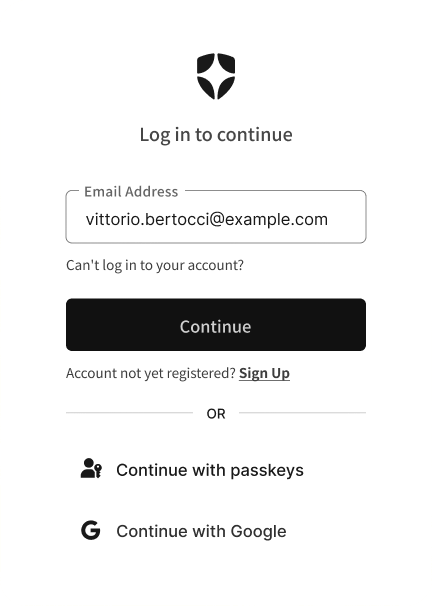 Log in to continue
Email Address
vittorio.bertocci@example.com
Can't log in to your account?
Continue
Account not yet registered? Sign Up
OR
Continue with passkeys
Continue with Google